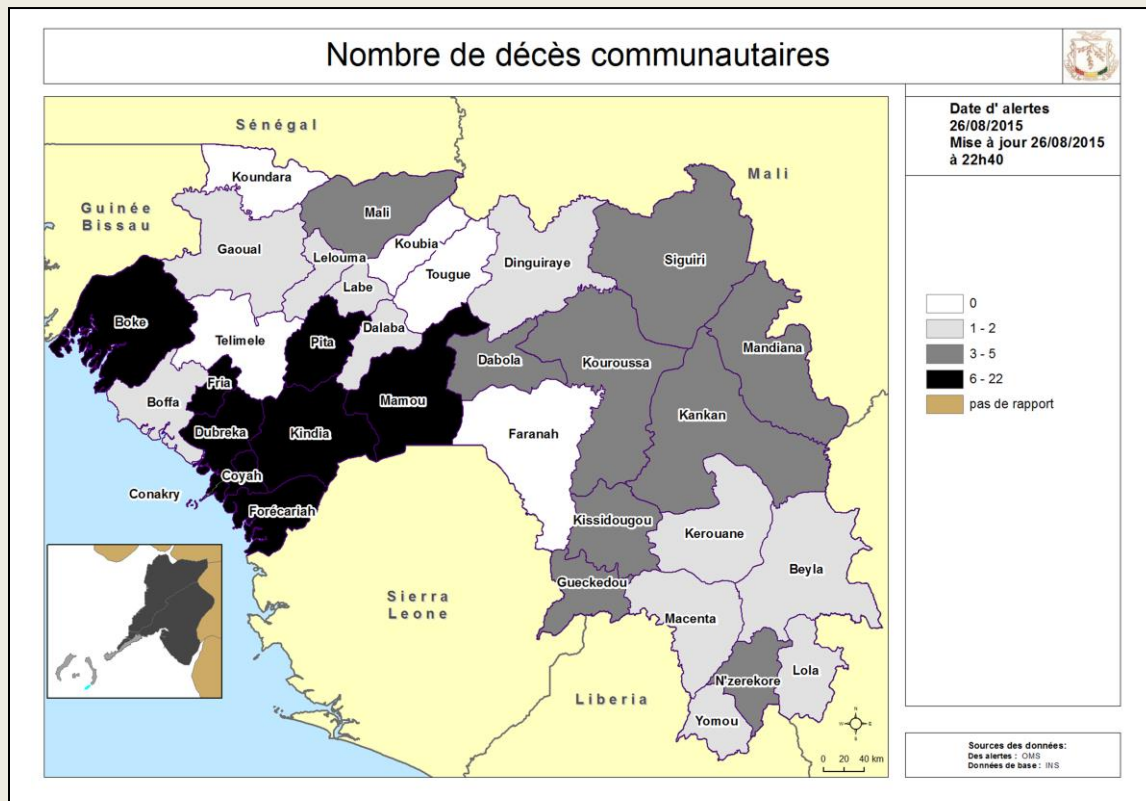 Nombre de décès communautaires
Date d' alertes
26/08/2015
Mise à jour 26/08/2015
à 22h40
Sénégal
Mali
Guinée
Bissau
Koundara
Mali
Gaoual
Koubia
Lelouma
Tougue
Dinguiraye
Siguiri
Labe
Boke
Telimele
Pita
Dalaba
Dabola
Kouroussa
Mandiana
Fria
Boffa
Mamou
Kankan
Dubreka
Kindia
Faranah
Coyah
Conakry
Forécariah
Kissidougou
Kerouane
Beyla
Gueckedou
Sierra
Leone
Macenta
Lola
N'zerekore
Liberia
Yomou
N
W
E
S
0 20 40 km
0
1 - 2
3 - 5
6 - 22
pas de rapport
Sources des données:
Des alertes : OMS
Données de base : INS